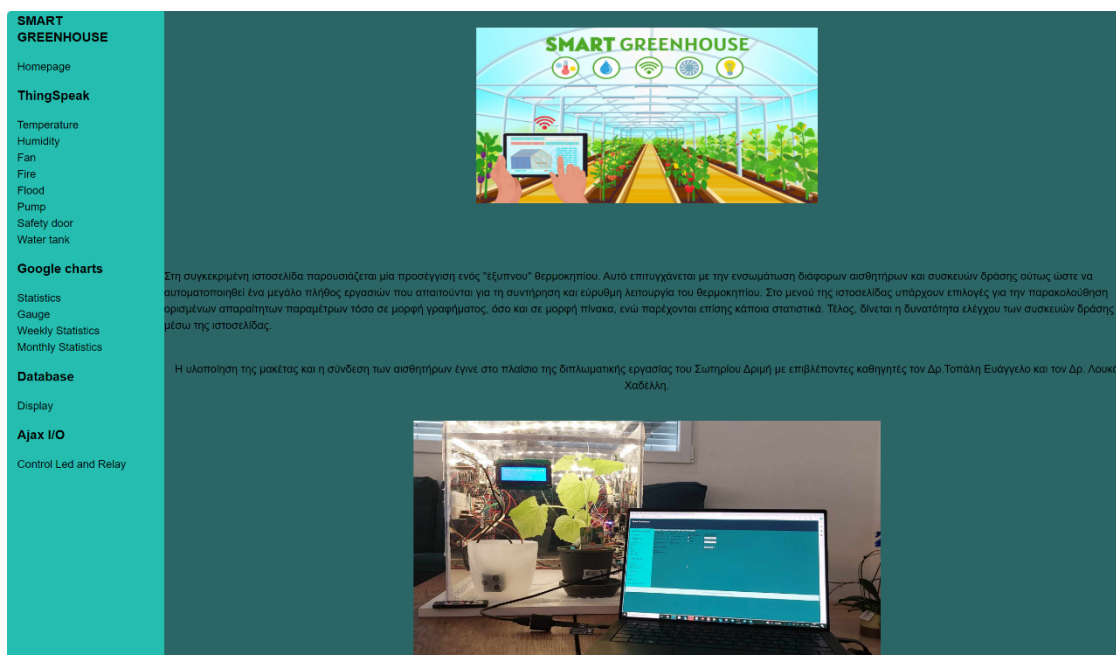 SMART
GREENHOUSE
Homepage
ThingSpeak
Temperature
Humidity
Fan
Fire
Flood
Pump
Safety door
Water tank
Google charts
Statistics
Gauge
Weekly Statistics
Monthly Statistics
Database
Display
Ajax I/O
Control Led and Relay
SMART GREENHOUSE
Στη συγκεκριμένη ιστοσελίδα παρουσιάζεται μία προσέγγιση ενός "έξυπνου" θερμοκηπίου. Αυτό επιτυγχάνεται με την ενσωμάτωση διάφορων αισθητήρων και συσκευών δράσης ούτως ώστε να
αυτοματοποιηθεί ένα μεγάλο πλήθος εργασιών που απαιτούνται για τη συντήρηση και εύρυθμη λειτουργία του θερμοκηπίου. Στο μενού της ιστοσελίδας υπάρχουν επιλογές για την παρακολούθηση
ορισμένων απαραίτητων παραμέτρων τόσο σε μορφή γραφήματος, όσο και σε μορφή πίνακα, ενώ παρέχονται επίσης κάποια στατιστικά. Τέλος, δίνεται η δυνατότητα ελέγχου των συσκευών δράσης
μέσω της ιστοσελίδας.
Η υλοποίηση της μακέτας και η σύνδεση των αισθητήρων έγινε στο πλαίσιο της διπλωματικής εργασίας του Σωτηρίου Δριμή με επιβλέποντες καθηγητές τον Δρ.Τοπάλη Ευάγγελο και τον Δρ. Λουκά
Χαδέλλη.